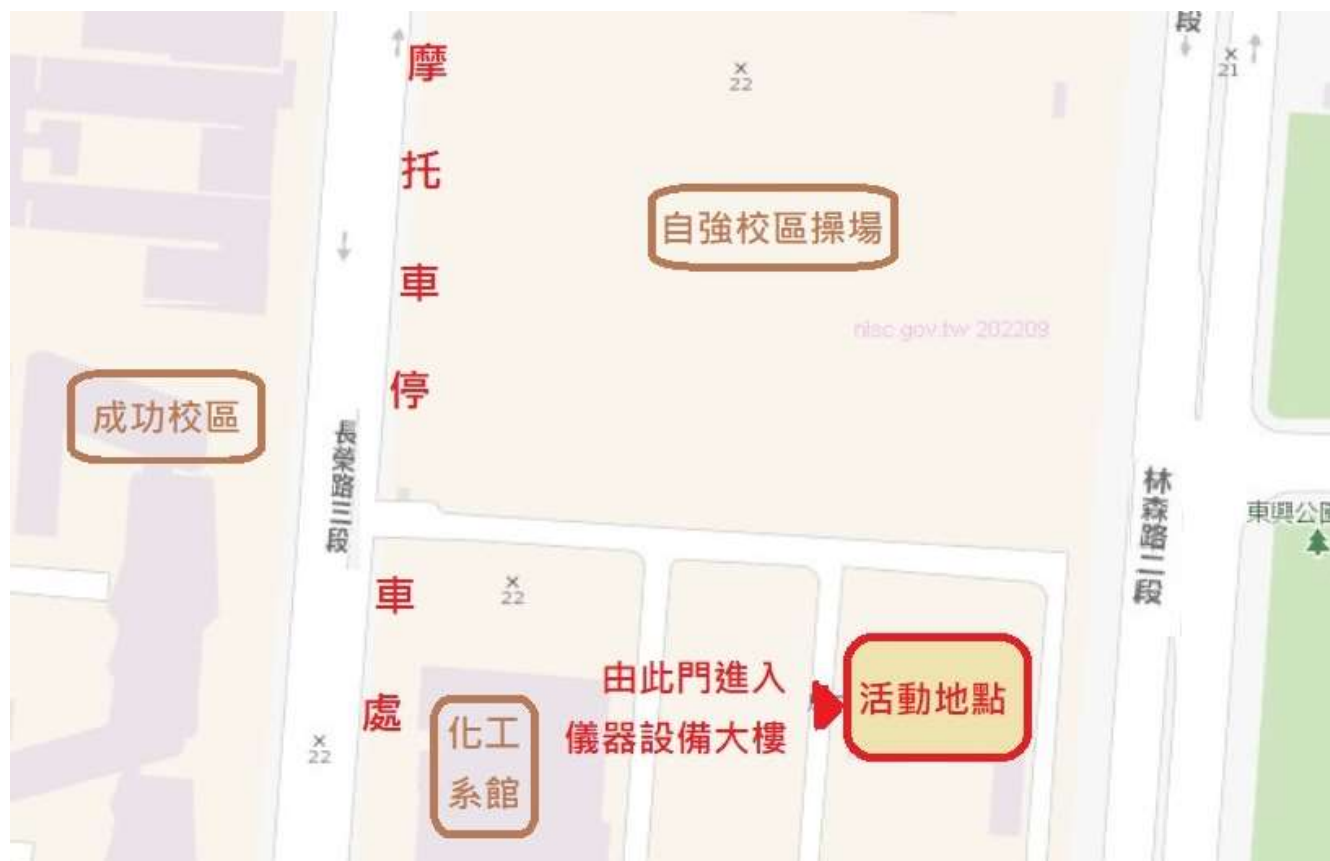 段
摩托車停車處
22
21
自強校區操場
nlsc.gov.tw 202209
成功校區
長榮路三段
林森路二段
東興公園
22
由此門進入
儀器設備大樓
活動地點
化工
系館
22